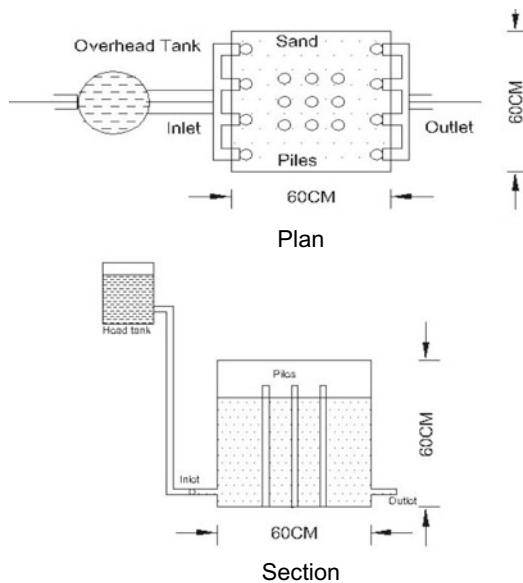 Overhead Tank
Sand
Inlet
Outlet
Piles
60CM
60CM
Plan
Head tank
Piles
Inlet
Outlet
60CM
60CM
Section